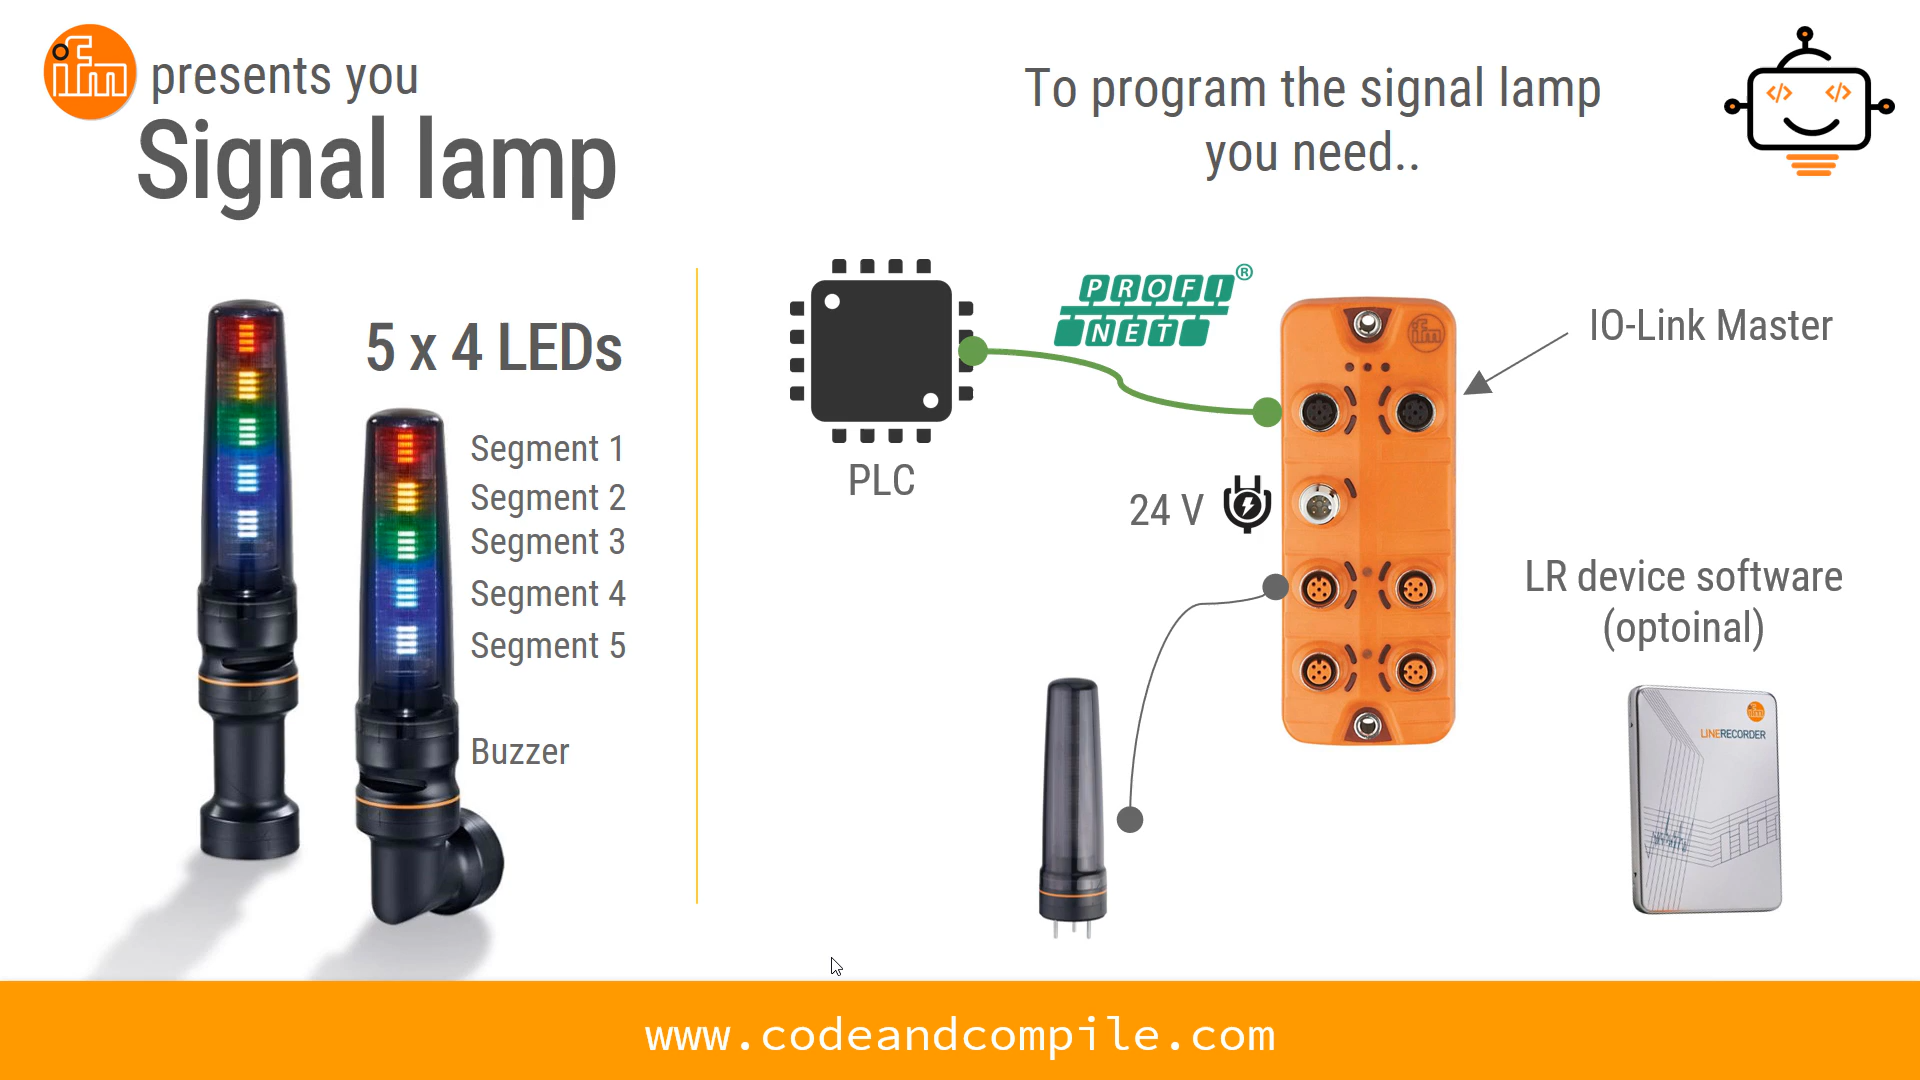 ifm
presents you
Signal lamp
To program the signal lamp
you need..
</> </>
5 x 4 LEDs
Segment 1
Segment 2
Segment 3
Segment 4
Segment 5
Buzzer
PROFI®
NET
PLC
24 V
ifm
IO-Link Master
LR device software
(optoinal)
ifm
LINERECORDER
www.codeandcompile.com